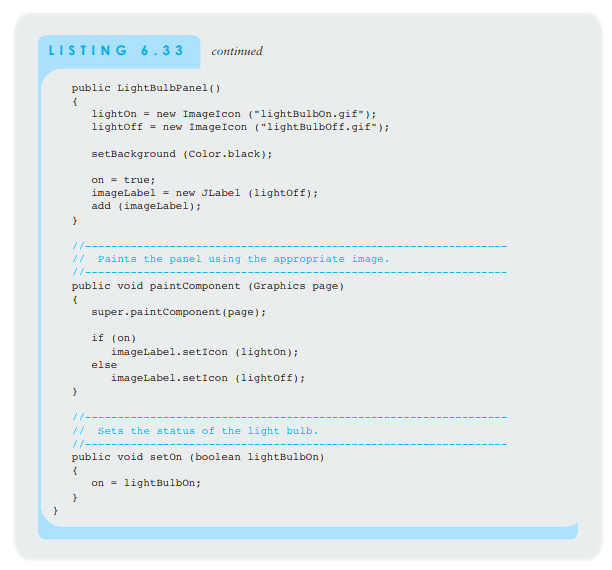 LISTING 6.33 continued
public LightBulbPanel()
{
lightOn = new ImageIcon ("lightBulbOn.gif");
lightOff = new ImageIcon ("lightBulbOff.gif");
setBackground (Color.black);
on = true;
imageLabel = new JLabel (lightOff);
add (imageLabel);
}
//-----------------------------------------------------------------
//  Paints the panel using the appropriate image.
//-----------------------------------------------------------------
public void paintComponent (Graphics page)
{
super.paintComponent(page);
if (on)
imageLabel.setIcon (lightOn);
else
imageLabel.setIcon (lightOff);
}
//-----------------------------------------------------------------
//  Sets the status of the light bulb.
//-----------------------------------------------------------------
public void setOn (boolean lightBulbOn)
{
on = lightBulbOn;
}
}